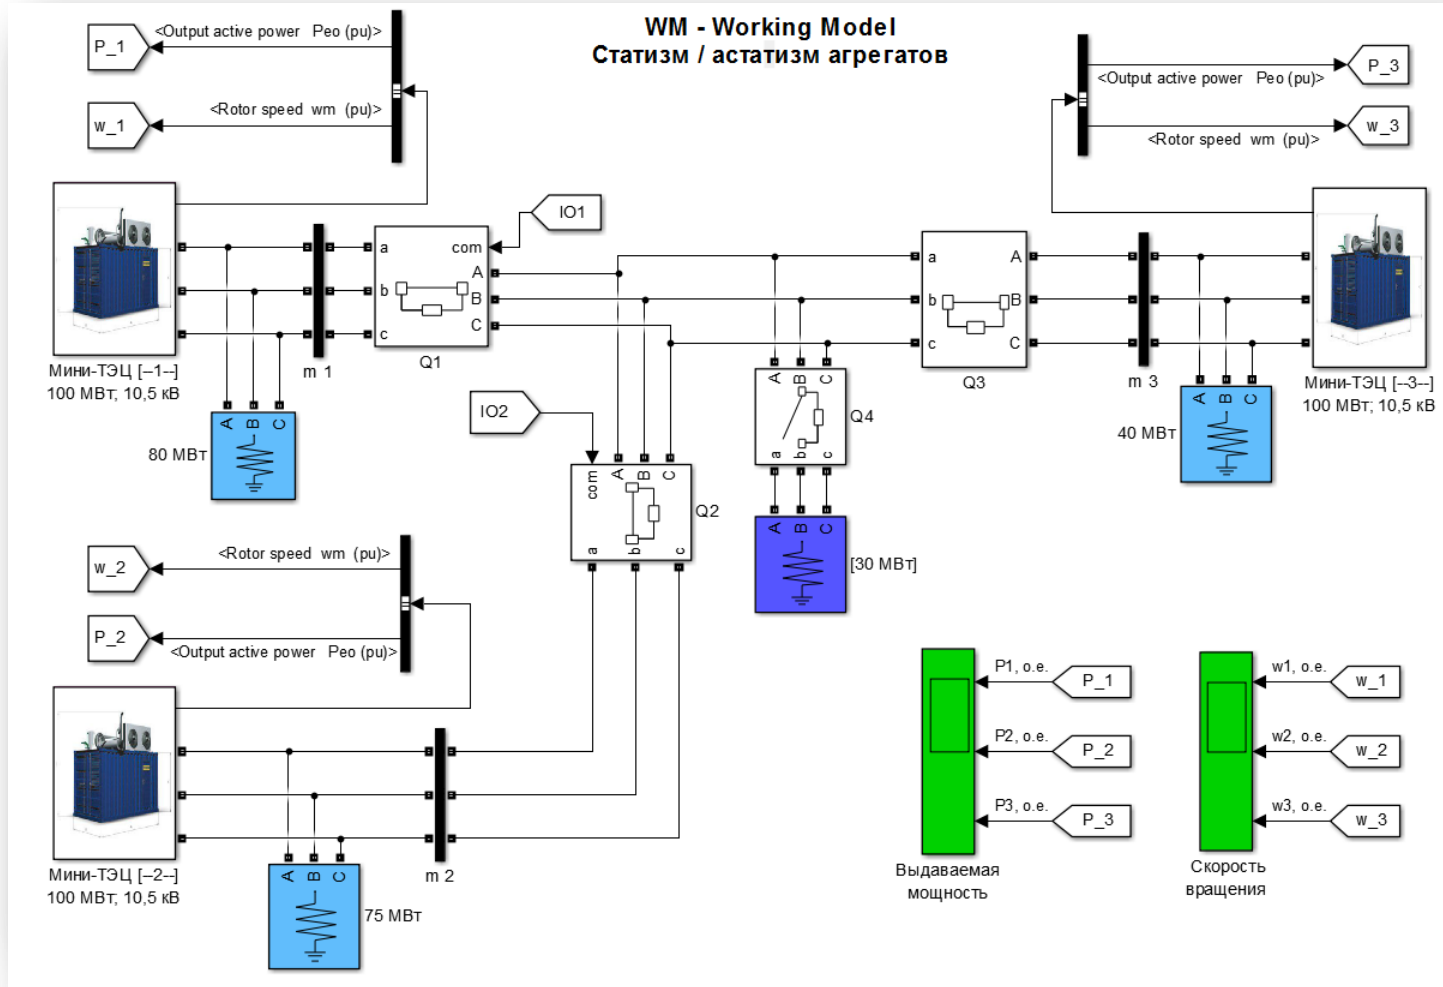 WM - Working Model
Статизм / астатизм агрегатов
P_1
<Output active power Peo (pu)>
w_1
<Rotor speed wm (pu)>
<Output active power Peo (pu)>
P_3
<Rotor speed wm (pu)>
w_3
Мини-ТЭЦ [--1--]
100 МВт; 10,5 кВ
A B C
80 МВт
m 1
a com
A
b B
C
c
Q1
IO1
IO2
com A B C
a b c
Q2
A B C
a b c
Q4
A B C
[30 МВт]
a A
b B
c C
Q3
m 3
A B C
40 МВт
Мини-ТЭЦ [--3--]
100 МВт; 10,5 кВ
w_2
<Rotor speed wm (pu)>
P_2
<Output active power Peo (pu)>
Мини-ТЭЦ [--2--]
100 МВт; 10,5 кВ
A B C
75 МВт
m 2
P1, о.е.
P_1
P2, о.е.
P_2
P3, о.е.
P_3
Выдаваемая
мощность
w1, о.е.
w_1
w2, о.е.
w_2
w3, о.е.
w_3
Скорость
вращения